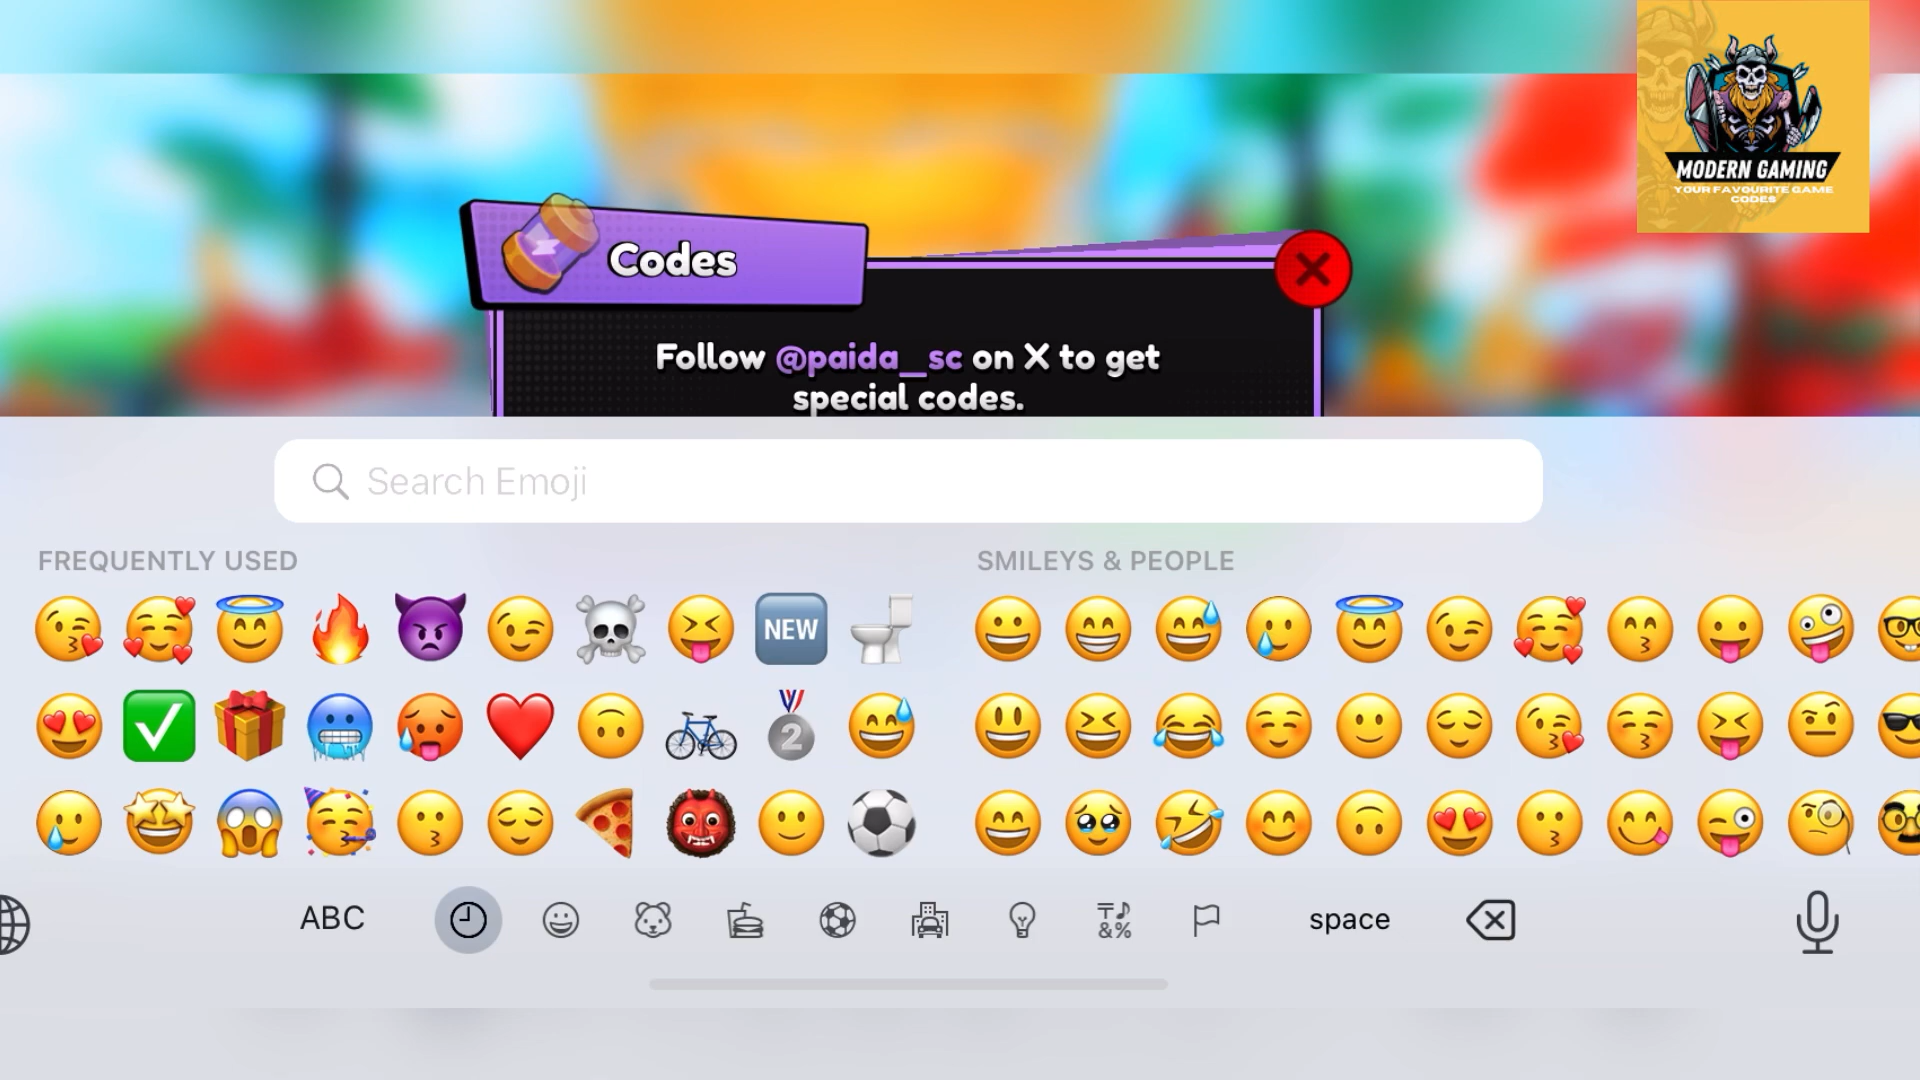 MODERN GAMING
YOUR FAVOURITE GAME
CODES
Codes
Follow @paida_sc on X to get
special codes.
Search Emoji
FREQUENTLY USED
SMILEYS & PEOPLE
NEW
2
ABC
&%
space